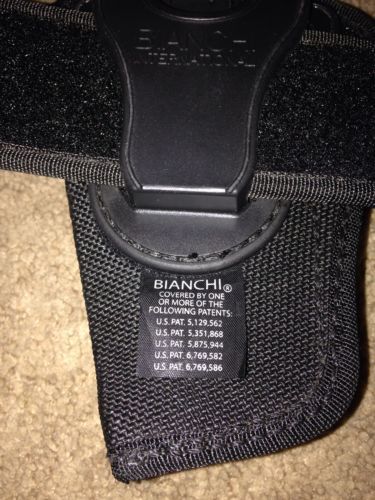 BIANCHI
INTERNATIONAL
BIANCHI®
COVERED BY ONE
OR MORE OF THE
FOLLOWING PATENTS:
U.S. PAT. 5,129,562
U.S. PAT. 5,351,868
U.S. PAT. 5,875,944
U.S. PAT. 6,769,582
U.S. PAT. 6,769,586